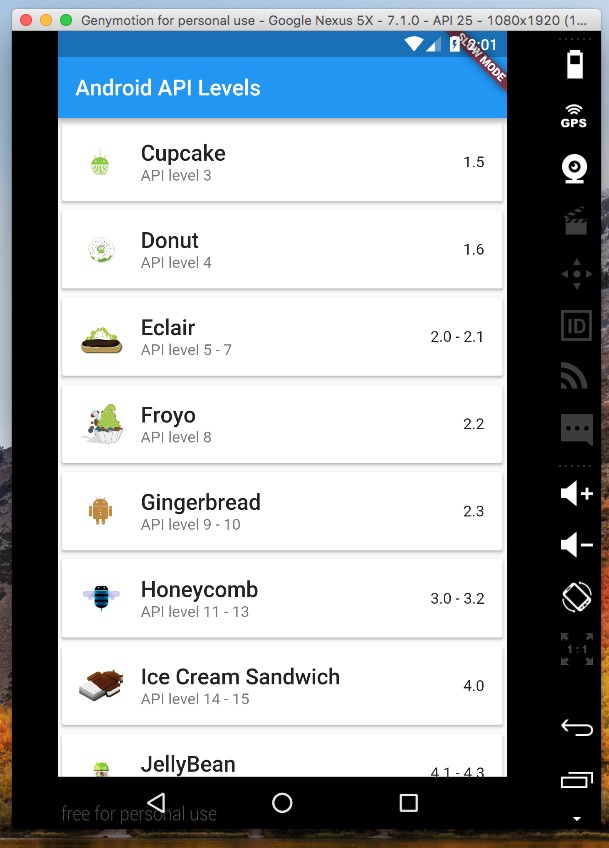 Genymotion for personal use - Google Nexus 5X - 7.1.0 - API 25 - 1080x1920 (1...
:01
SLOW MODE
Android API Levels
GPS
Cupcake
API level 3
1.5
Donut
API level 4
1.6
ID
Eclair
API level 5 - 7
2.0 - 2.1
Froyo
API level 8
2.2
Gingerbread
API level 9 - 10
2.3
Honeycomb
API level 11 - 13
3.0 - 3.2
1:1
Ice Cream Sandwich
API level 14 - 15
4.0
JellyBean
4.1 - 4.3
free for personal use